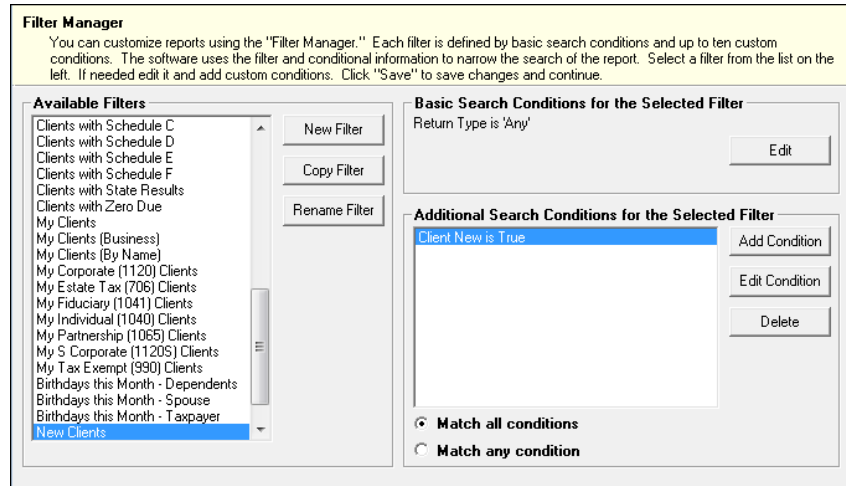 Filter Manager
You can customize reports using the "Filter Manager." Each filter is defined by basic search conditions and up to ten custom
conditions. The software uses the filter and conditional information to narrow the search of the report. Select a filter from the list on the
left. If needed edit it and add custom conditions. Click "Save" to save changes and continue.
Available Filters
Clients with Schedule C
Clients with Schedule D
Clients with Schedule E
Clients with Schedule F
Clients with State Results
Clients with Zero Due
My Clients
My Clients (Business)
My Clients (By Name)
My Corporate (1120) Clients
My Estate Tax (706) Clients
My Fiduciary (1041) Clients
My Individual (1040) Clients
My Partnership (1065) Clients
My S Corporate (1120S) Clients
My Tax Exempt (990) Clients
Birthdays this Month - Dependents
Birthdays this Month - Spouse
Birthdays this Month - Taxpayer
New Clients
New Filter
Copy Filter
Rename Filter
Basic Search Conditions for the Selected Filter
Return Type is 'Any'
Edit
Additional Search Conditions for the Selected Filter
Client New is True
Add Condition
Edit Condition
Delete
Match all conditions
Match any condition